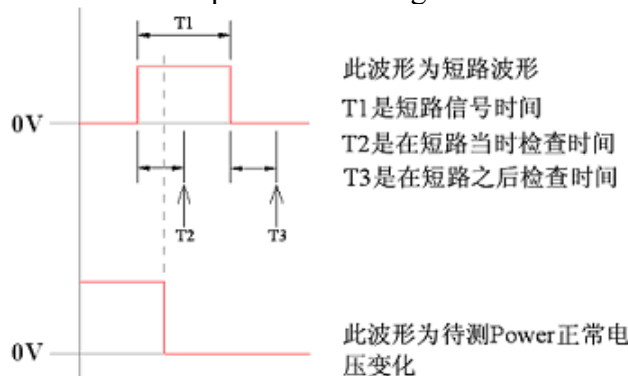 T1
此波形为短路波形
T1是短路信号时间
0V
T2是在短路当时检查时间
T3是在短路之后检查时间
T2
T3
此波形为待测Power正常电
0V
压变化